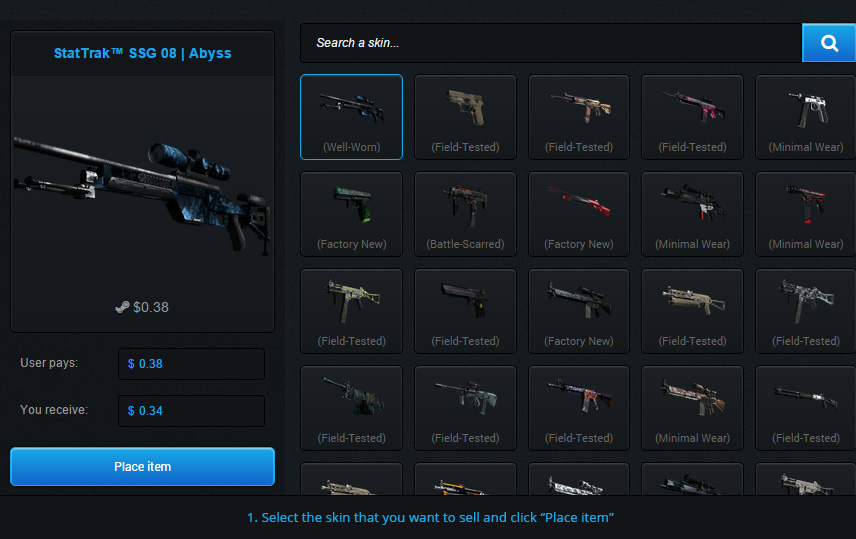 StatTrak™ SSG 08 | Abyss
$0.38
User pays:
$ 0.38
You receive:
$ 0.34
Place item
Search a skin...
(Well-Worn)
(Field-Tested)
(Field-Tested)
(Field-Tested)
(Minimal Wear)
(Factory New)
(Battle-Scarred)
(Factory New)
(Minimal Wear)
(Minimal Wear)
(Field-Tested)
(Field-Tested)
(Factory New)
(Field-Tested)
(Field-Tested)
(Field-Tested)
(Field-Tested)
(Field-Tested)
(Minimal Wear)
(Field-Tested)
1. Select the skin that you want to sell and click “Place item”